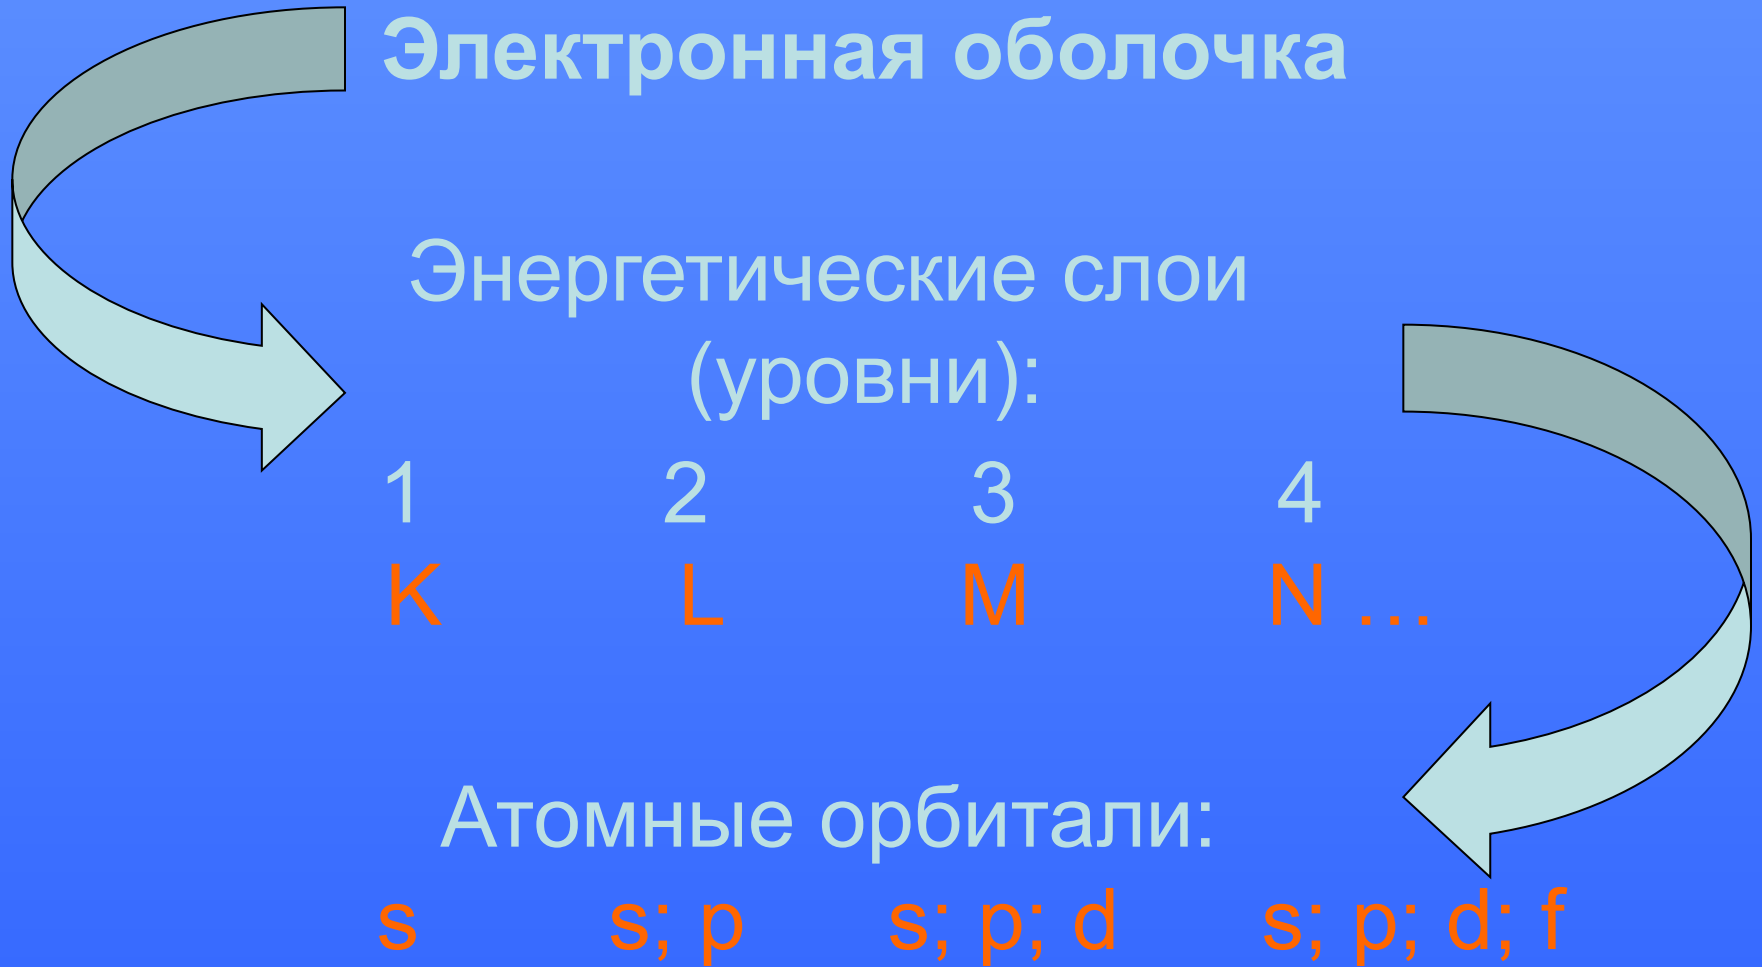 Электронная оболочка
Энергетические слои
(уровни):
1 2 3 4
K L M N ...
Атомные орбитали:
s s; p s; p; d s; p; d; f